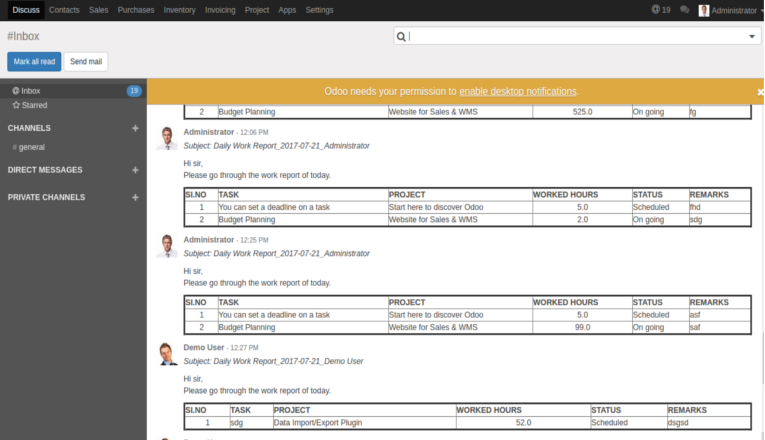 Discuss Contacts Sales Purchases Inventory Invoicing Project Apps Settings @ 19 Administrator
#Inbox
Mark all read Send mail
@ Inbox 19
Starred
CHANNELS +
# general
DIRECT MESSAGES +
PRIVATE CHANNELS +
Odoo needs your permission to enable desktop notifications. ×
2 Budget Planning Website for Sales & WMS 525.0 On going fg
Administrator - 12:06 PM
Subject: Daily Work Report_2017-07-21_Administrator
Hi sir,
Please go through the work report of today.
SI.NO TASK PROJECT WORKED HOURS STATUS REMARKS
1 You can set a deadline on a task Start here to discover Odoo 5.0 Scheduled fhd
2 Budget Planning Website for Sales & WMS 2.0 On going sdg
Administrator - 12:25 PM
Subject: Daily Work Report_2017-07-21_Administrator
Hi sir,
Please go through the work report of today.
SI.NO TASK PROJECT WORKED HOURS STATUS REMARKS
1 You can set a deadline on a task Start here to discover Odoo 5.0 Scheduled asf
2 Budget Planning Website for Sales & WMS 99.0 On going saf
Demo User - 12:27 PM
Subject: Daily Work Report_2017-07-21_Demo User
Hi sir,
Please go through the work report of today.
SI.NO TASK PROJECT WORKED HOURS STATUS REMARKS
1 sdg Data Import/Export Plugin 52.0 Scheduled dsgsd